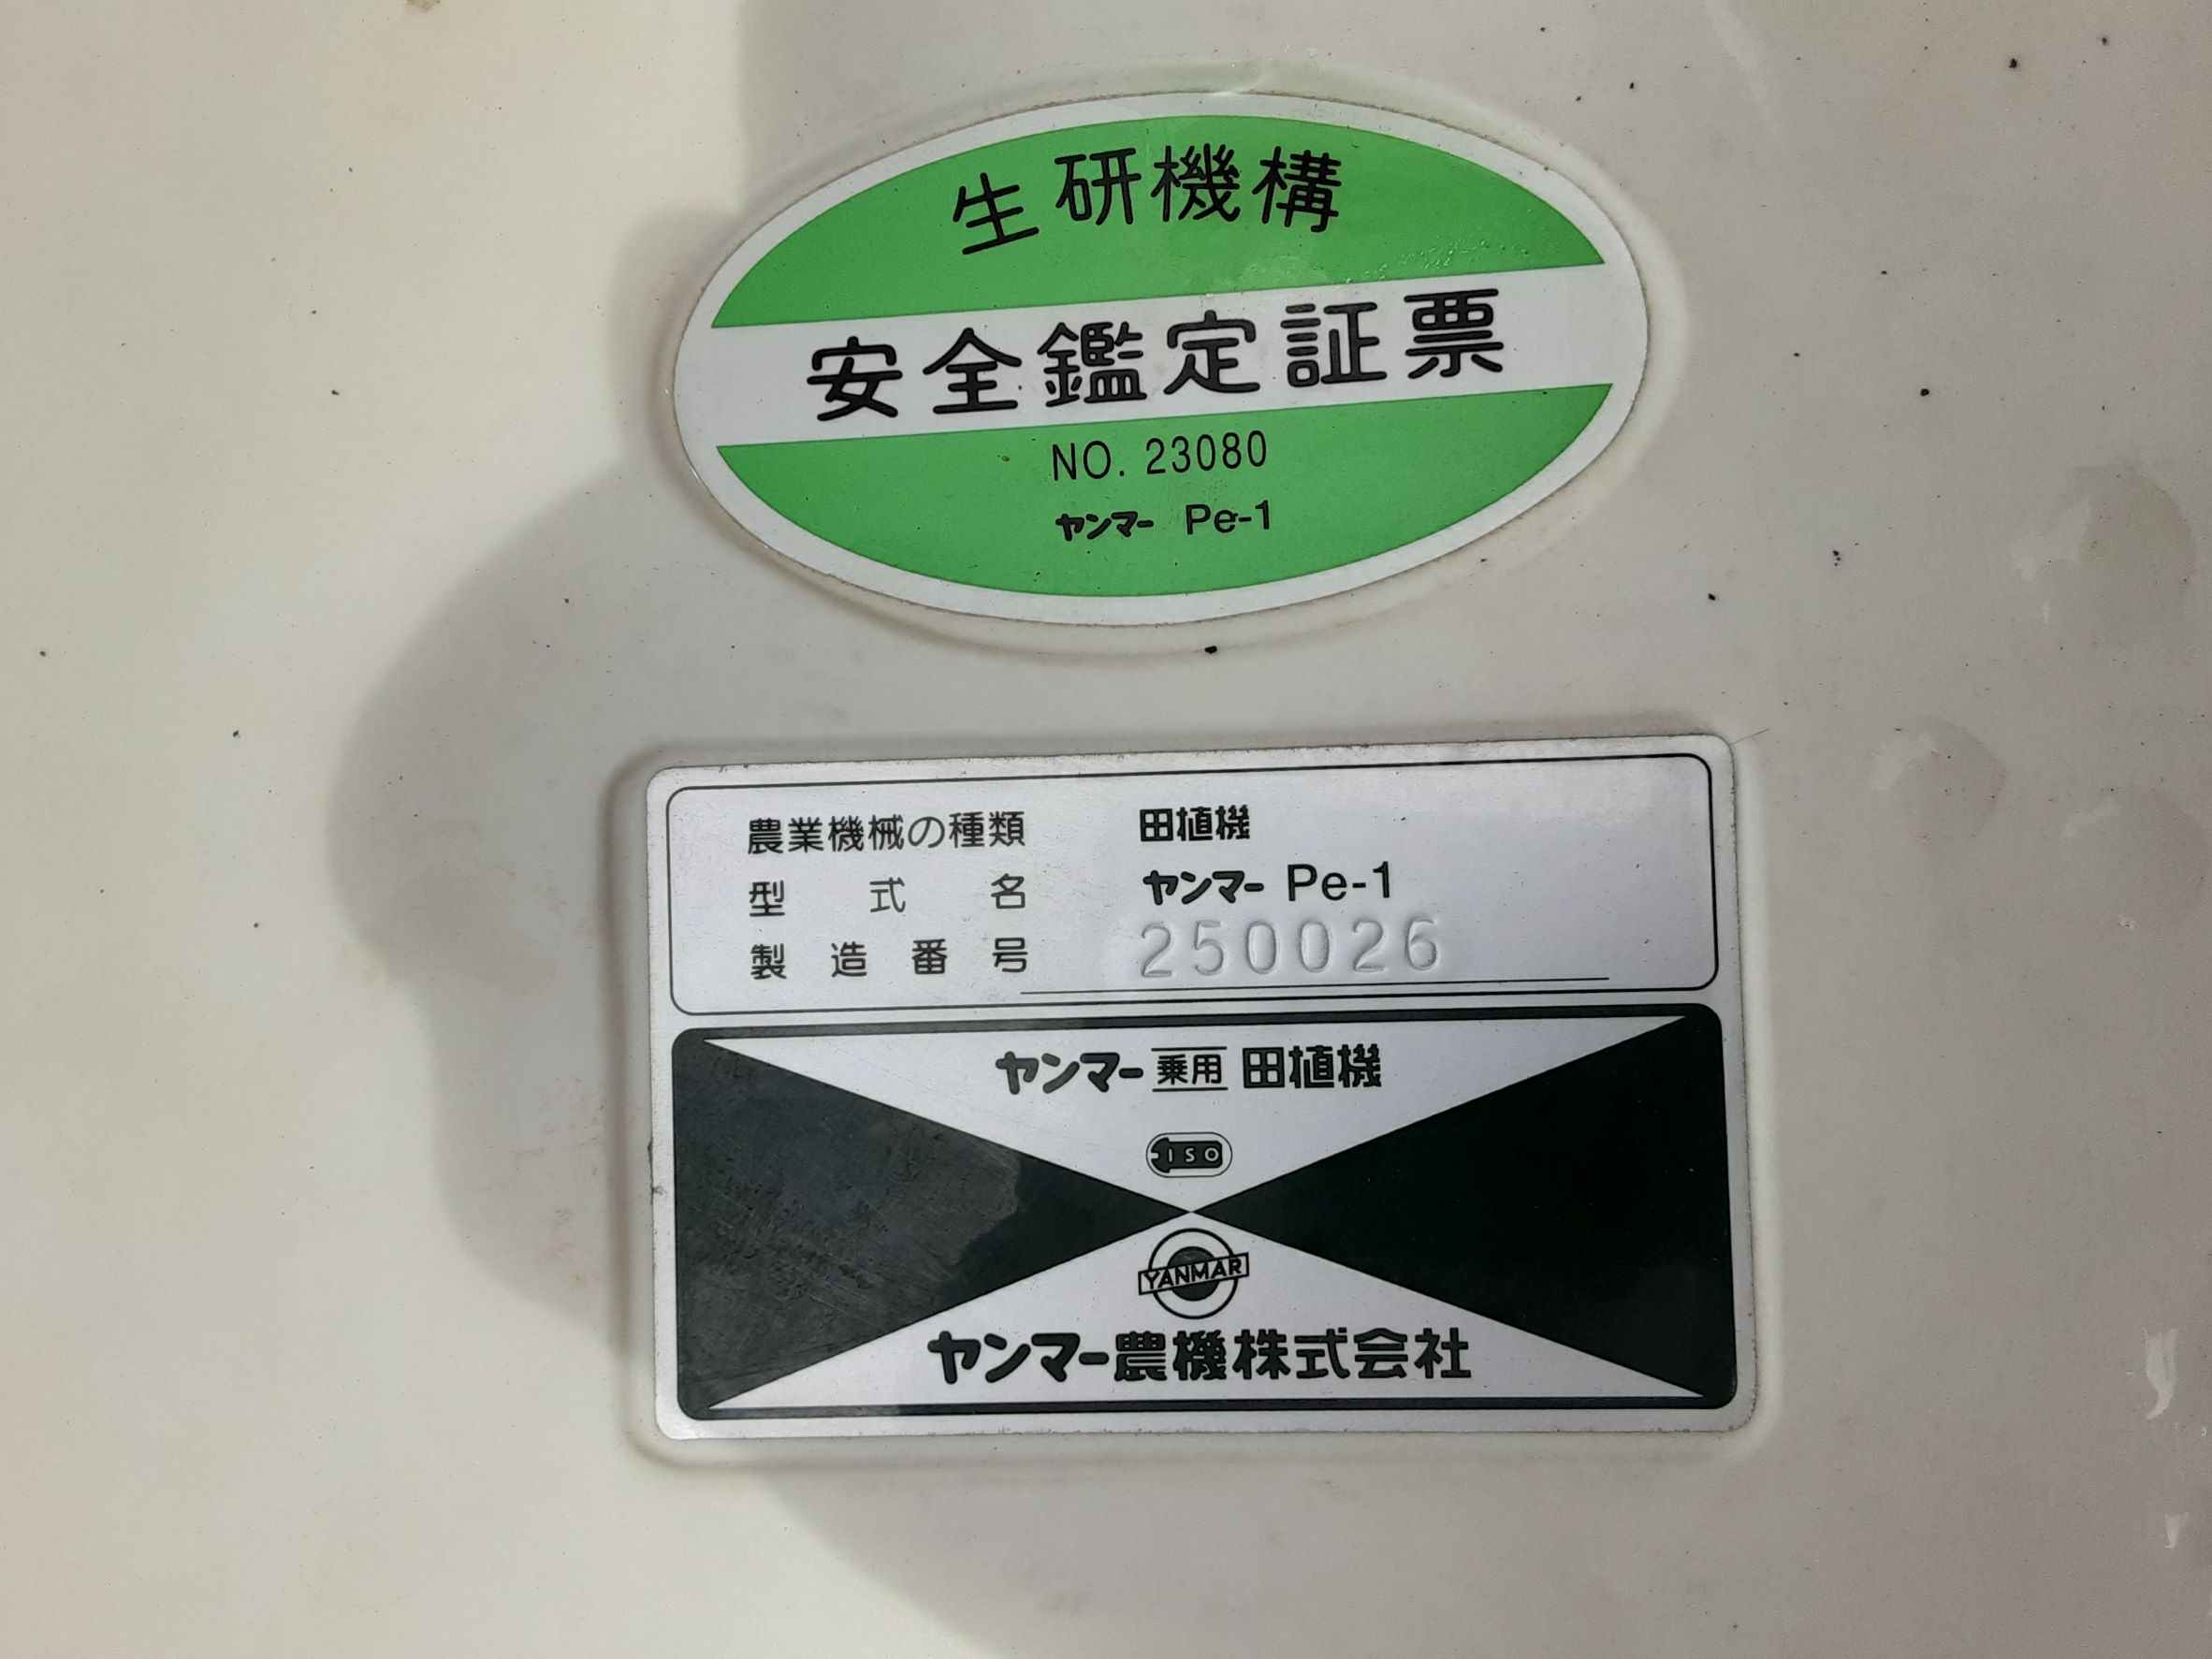 生研機構
安全鑑定証票
NO. 23080
ヤンマー Pe-1
農業機械の種類 田植機
型式名 ヤンマー Pe-1
製造番号 250026
ヤンマー 乗用 田植機
ISO
YANMAR
ヤンマー農機株式会社